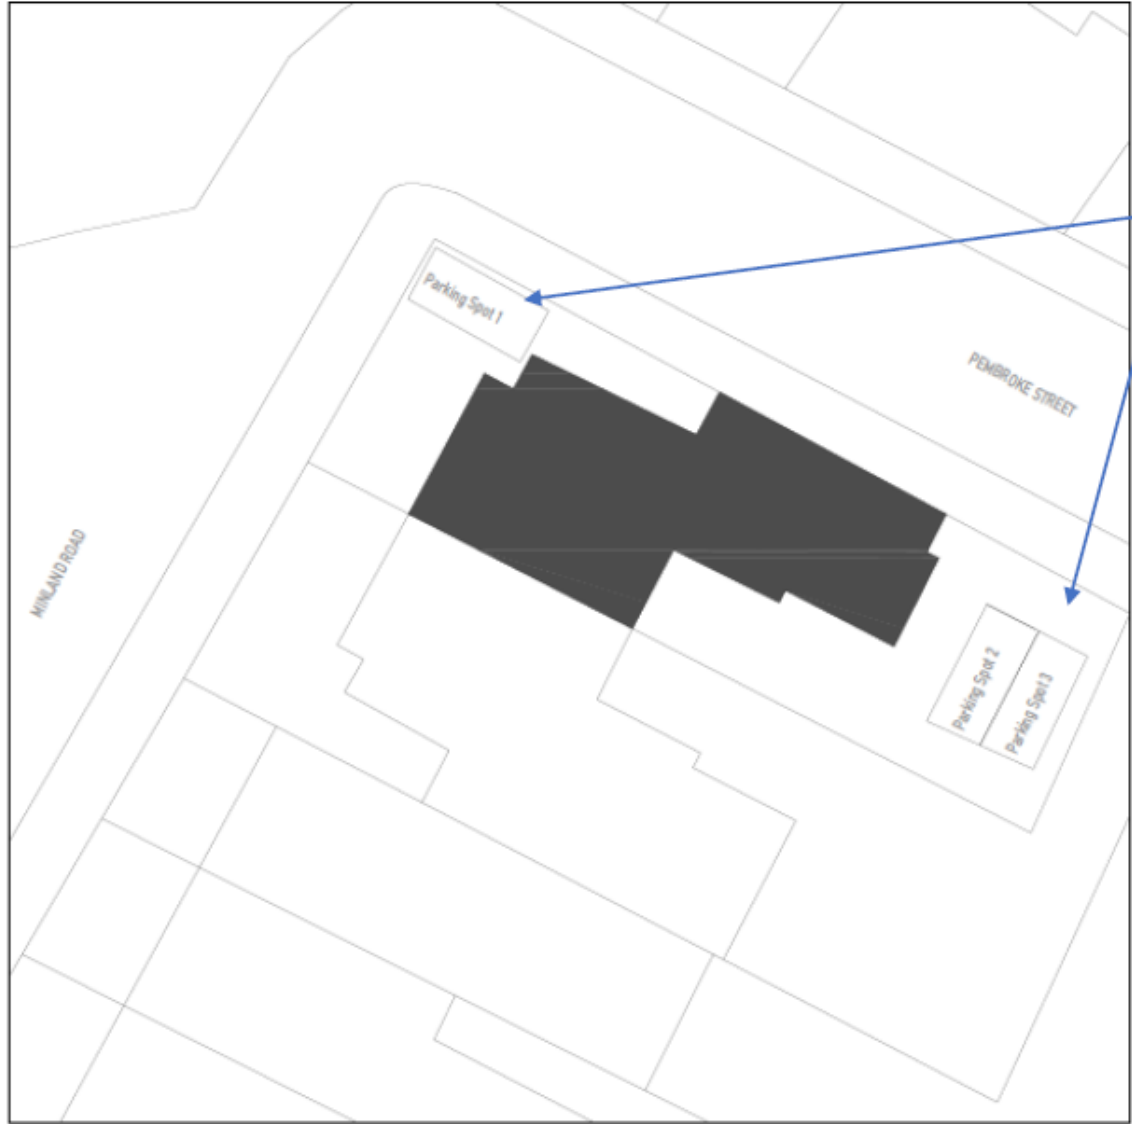 Parking Spot 1
PEMBROKE STREET
MINLAND ROAD
Parking Spot 2
Parking Spot 3